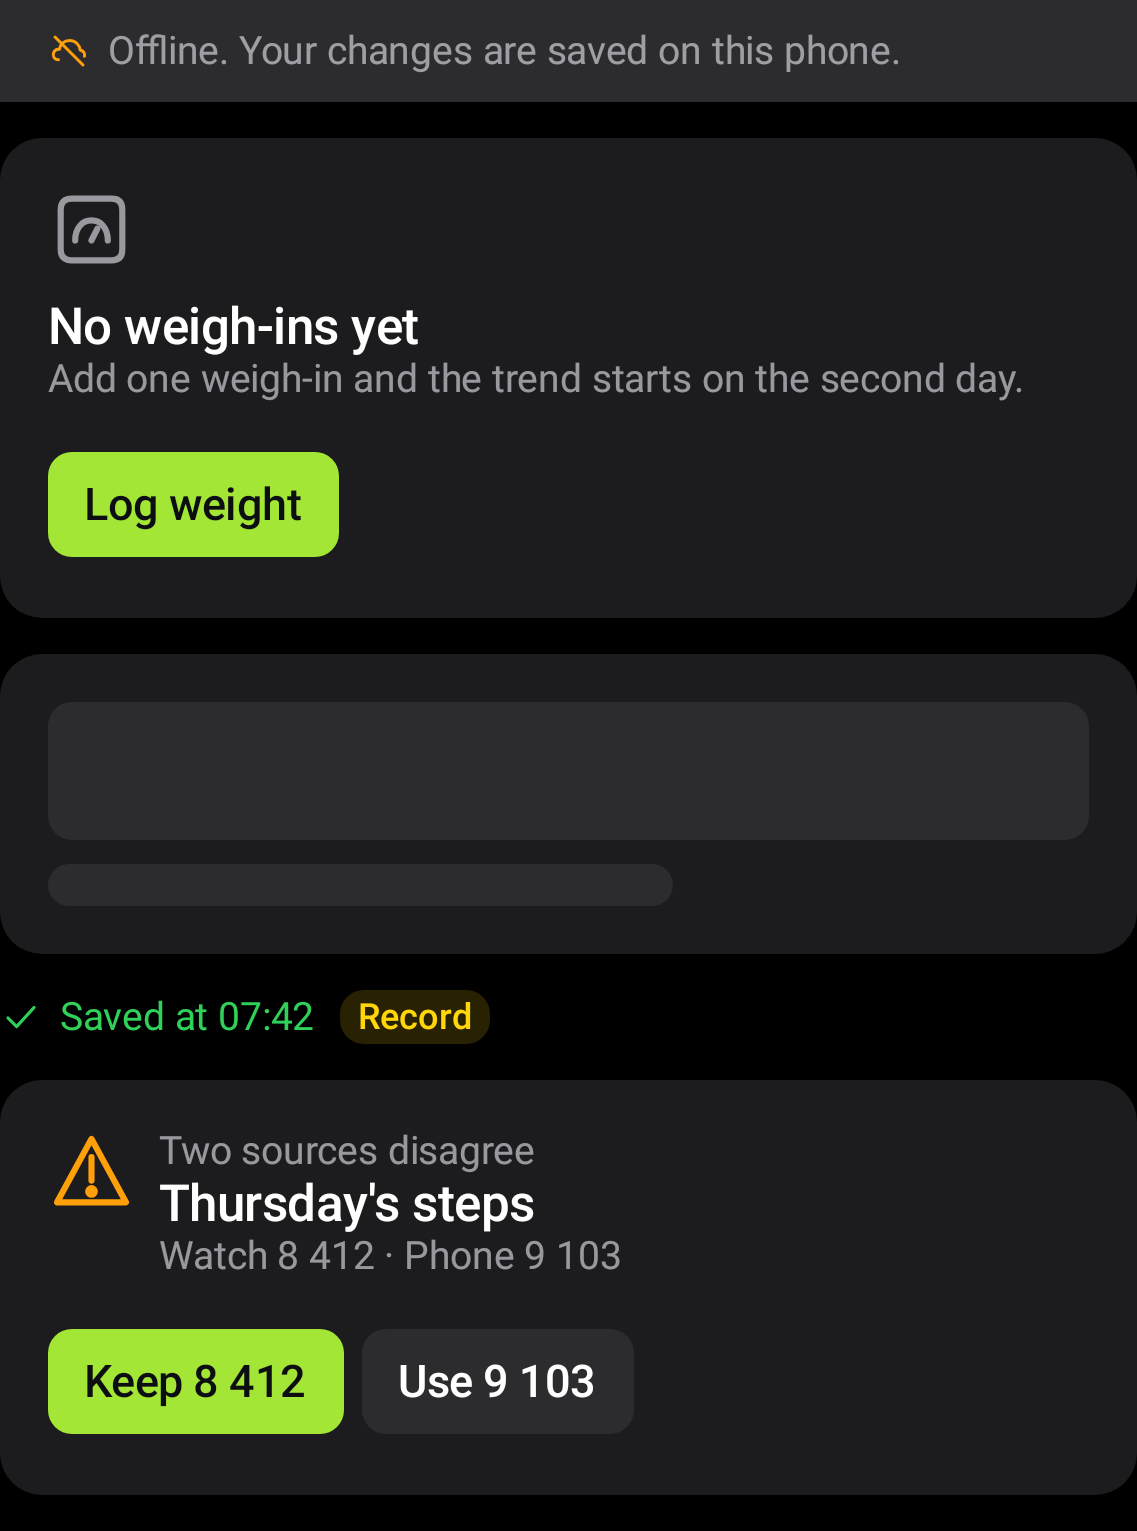 Offline. Your changes are saved on this phone.
No weigh-ins yet
Add one weigh-in and the trend starts on the second day.
Log weight
Saved at 07:42 Record
Two sources disagree
Thursday's steps
Watch 8 412 · Phone 9 103
Keep 8 412 Use 9 103